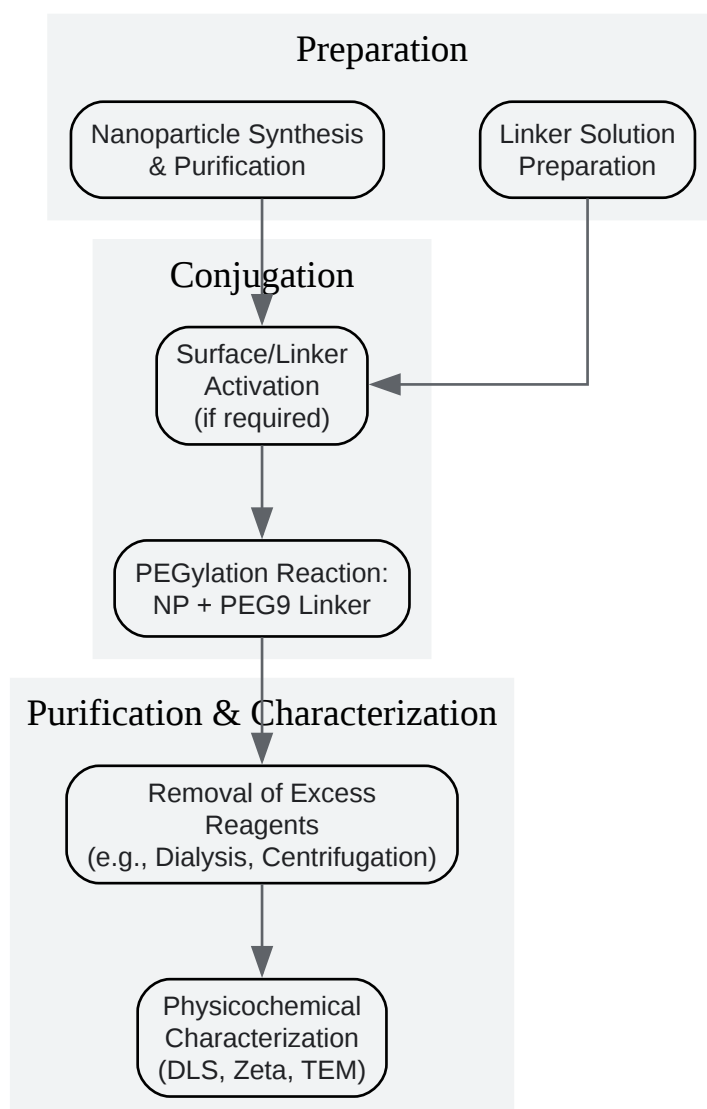 Preparation
Nanoparticle Synthesis
& Purification
Linker Solution
Preparation
Conjugation
Surface/Linker
Activation
(if required)
PEGylation Reaction:
NP + PEG9 Linker
Purification & Characterization
Removal of Excess
Reagents
(e.g., Dialysis, Centrifugation)
Physicochemical
Characterization
(DLS, Zeta, TEM)